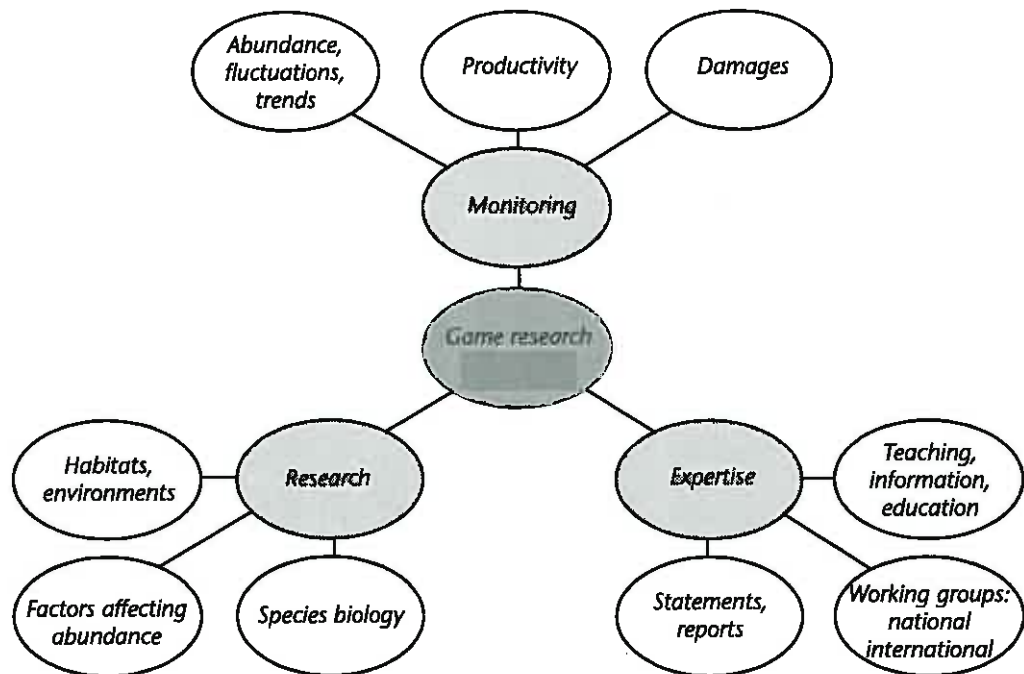 Abundance,
fluctuations,
trends
Productivity
Damages
Monitoring
Game research
Habitats,
environments
Research
Expertise
Teaching,
information,
education
Factors affecting
abundance
Species biology
Statements,
reports
Working groups:
national
international